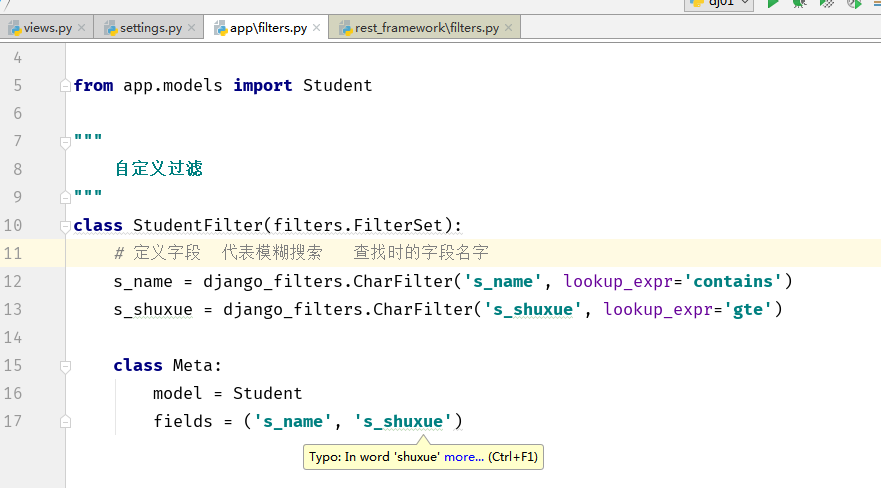 dj01
views.py settings.py app\filters.py rest_framework\filters.py
4
5 from app.models import Student
6
7 """
8 自定义过滤
9 """
10 class StudentFilter(filters.FilterSet):
11 # 定义字段 代表模糊搜索 查找时的字段名字
12 s_name = django_filters.CharFilter('s_name', lookup_expr='contains')
13 s_shuxue = django_filters.CharFilter('s_shuxue', lookup_expr='gte')
14
15 class Meta:
16 model = Student
17 fields = ('s_name', 's_shuxue')
Typo: In word 'shuxue' more... (Ctrl+F1)